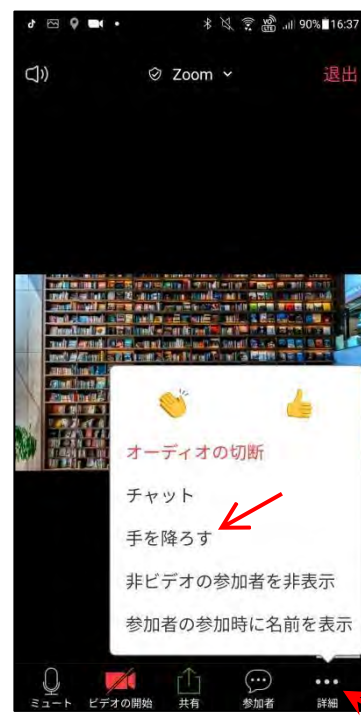 90% 16:37
Zoom
退出
オーディオの切断
チャット
手を降ろす
非ビデオの参加者を非表示
参加者の参加時に名前を表示
ミュート ビデオの開始 共有 参加者 詳細